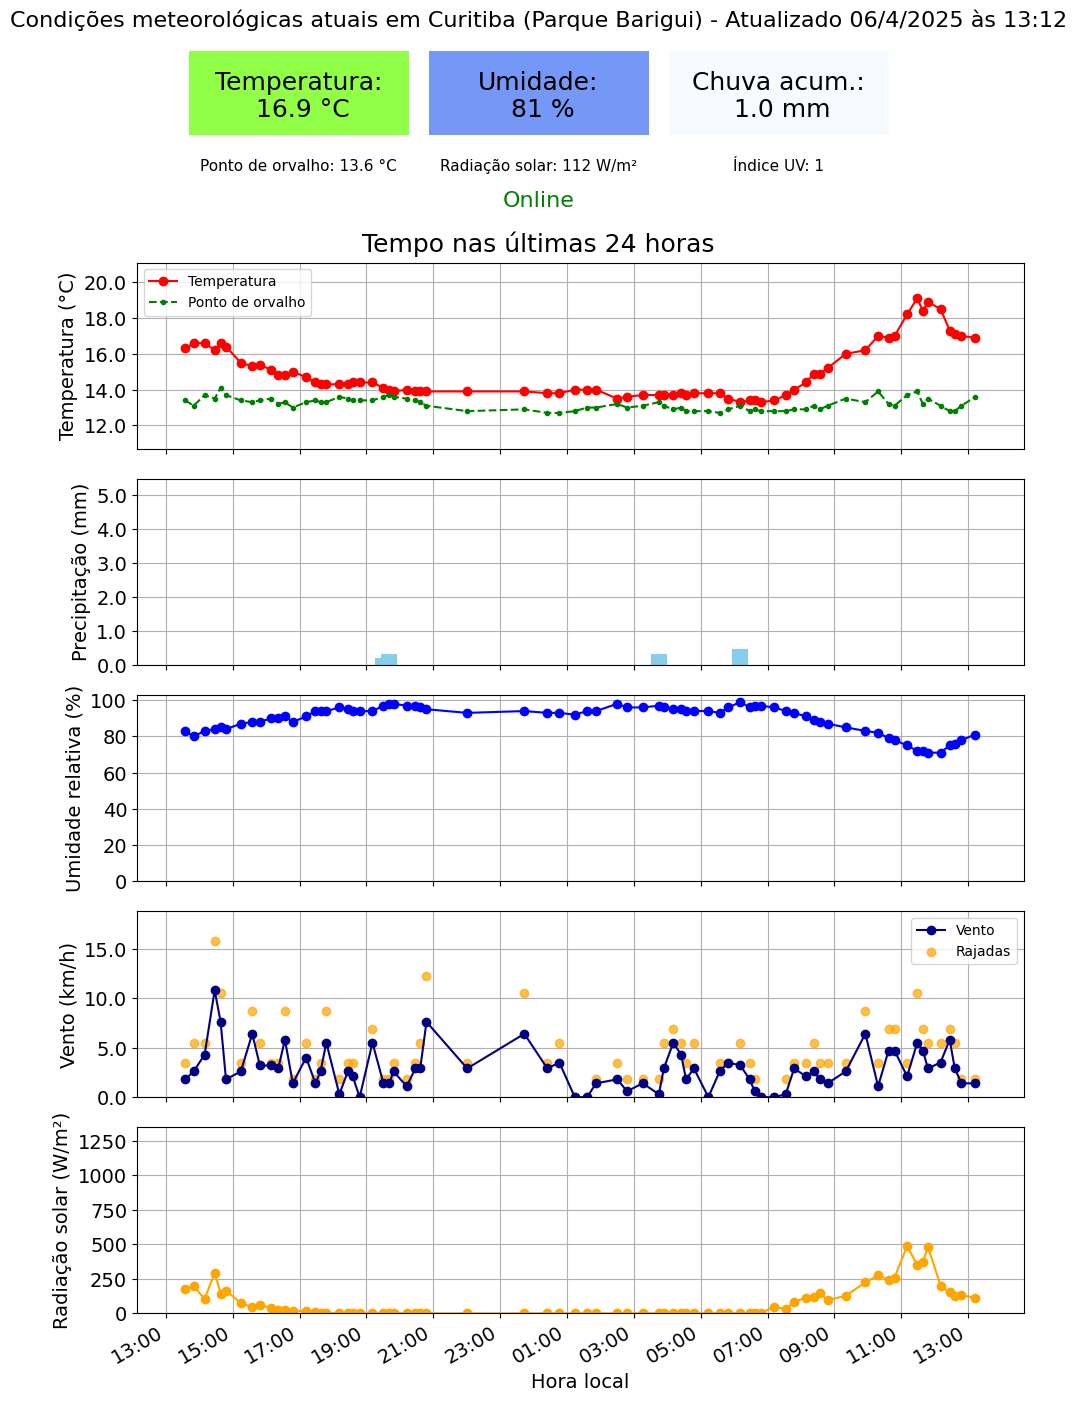 Condições meteorológicas atuais em Curitiba (Parque Barigui) - Atualizado 06/4/2025 às 13:12
Temperatura:
16.9 °C
Umidade:
81 %
Chuva acum.:
1.0 mm
Ponto de orvalho: 13.6 °C
Radiação solar: 112 W/m²
Índice UV: 1
Online
Tempo nas últimas 24 horas
Temperatura (°C)
20.0
18.0
16.0
14.0
12.0
Temperatura
Ponto de orvalho
Precipitação (mm)
5.0
4.0
3.0
2.0
1.0
0.0
Umidade relativa (%)
100
80
60
40
20
0
Vento (km/h)
15.0
10.0
5.0
0.0
Vento
Rajadas
Radiação solar (W/m²)
1250
1000
750
500
250
0
13:00
15:00
17:00
19:00
21:00
23:00
01:00
03:00
05:00
07:00
09:00
11:00
13:00
Hora local